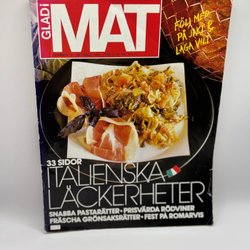 GLAD i
MAT
FÖLJ MED
PÅ JAKT &
LAGA VILT
33 SIDOR
ITALIENSKA
LÄCKERHETER
SNABBA PASTARÄTTER • PRISVÄRDA RÖDVINER
FRÄSCHA GRÖNSAKSRÄTTER • FEST PÅ ROMARVIS